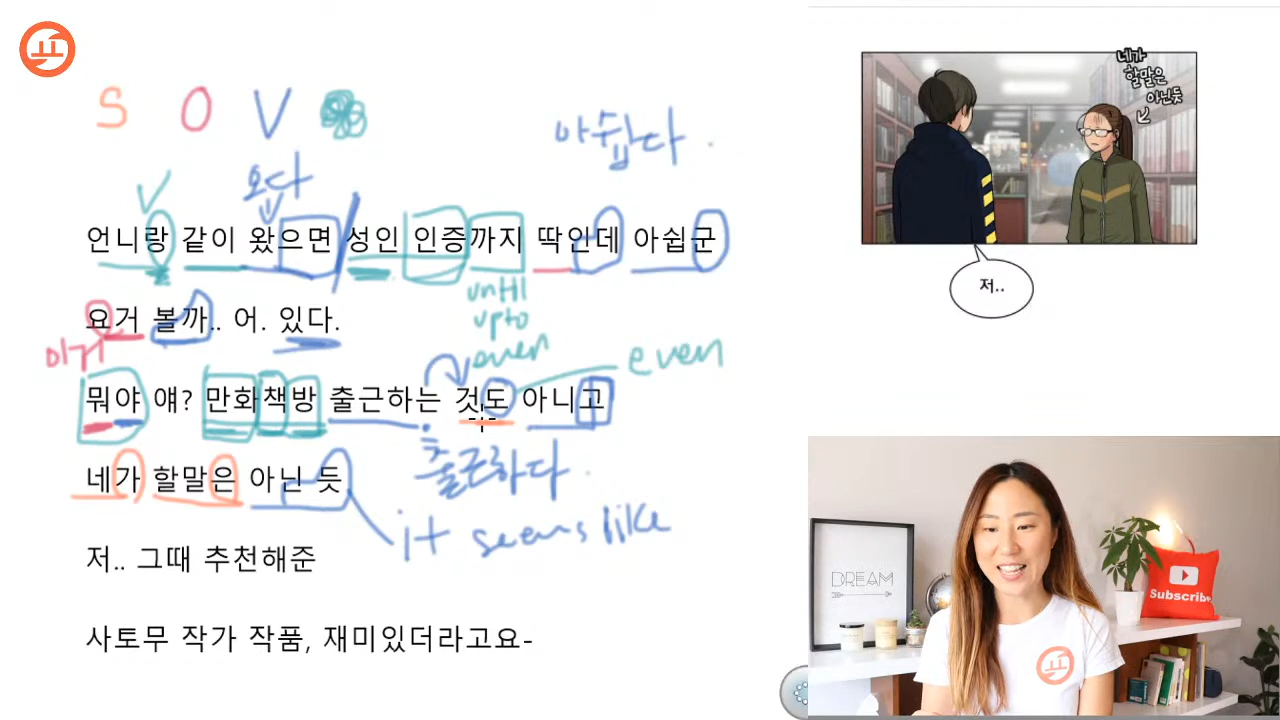 S O V
아쉽다.
오다
V
언니랑 같이 왔으면 성인 인증까지 딱인데 아쉽군
until
upto
even
요거 볼까.. 어. 있다.
이거
even
뭐야 얘? 만화책방 출근하는 것도 아니고
출근하다.
네가 할말은 아닌 듯
it seems like
저.. 그때 추천해준
사토무 작가 작품, 재미있더라고요-
네가
할말은
아닌듯
저..
DREAM
Subscribe